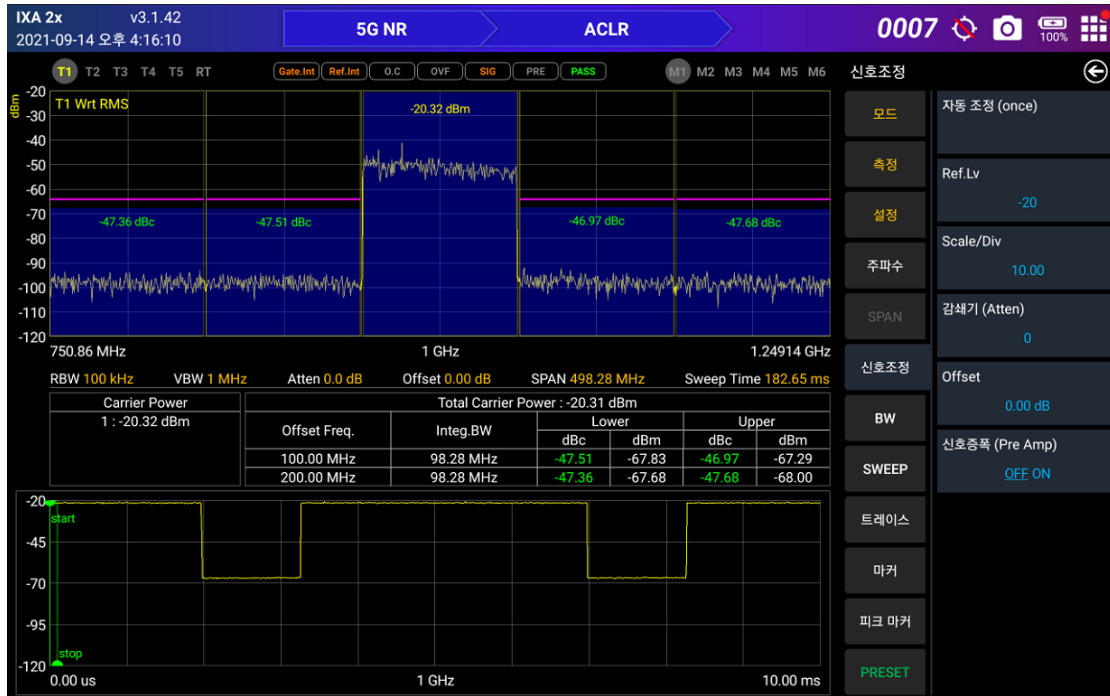 IXA 2x v3.1.42
2021-09-14 오후 4:16:10
5G NR
ACLR
0007
100%
T1 T2 T3 T4 T5 RT
Gate.Int Ref.Int O.C OVF SIG PRE PASS
M1 M2 M3 M4 M5 M6
신호조정
dBm
T1 Wrt RMS
-20.32 dBm
-20
-30
-40
-50
-60
-70
-80
-90
-100
-110
-120
-47.36 dBc
-47.51 dBc
-46.97 dBc
-47.68 dBc
750.86 MHz 1 GHz 1.24914 GHz
RBW 100 kHz VBW 1 MHz Atten 0.0 dB Offset 0.00 dB SPAN 498.28 MHz Sweep Time 182.65 ms
Carrier Power
1 : -20.32 dBm
Total Carrier Power : -20.31 dBm
Offset Freq. Integ.BW Lower Upper
dBc dBm dBc dBm
100.00 MHz 98.28 MHz -47.51 -67.83 -46.97 -67.29
200.00 MHz 98.28 MHz -47.36 -67.68 -47.68 -68.00
-20
start
-45
-70
-95
stop
-120
0.00 us 1 GHz 10.00 ms
모드
측정
설정
주파수
SPAN
신호조정
BW
SWEEP
트레이스
마커
피크 마커
PRESET
자동 조정 (once)
Ref.Lv
-20
Scale/Div
10.00
감쇄기 (Atten)
0
Offset
0.00 dB
신호증폭 (Pre Amp)
OFF ON